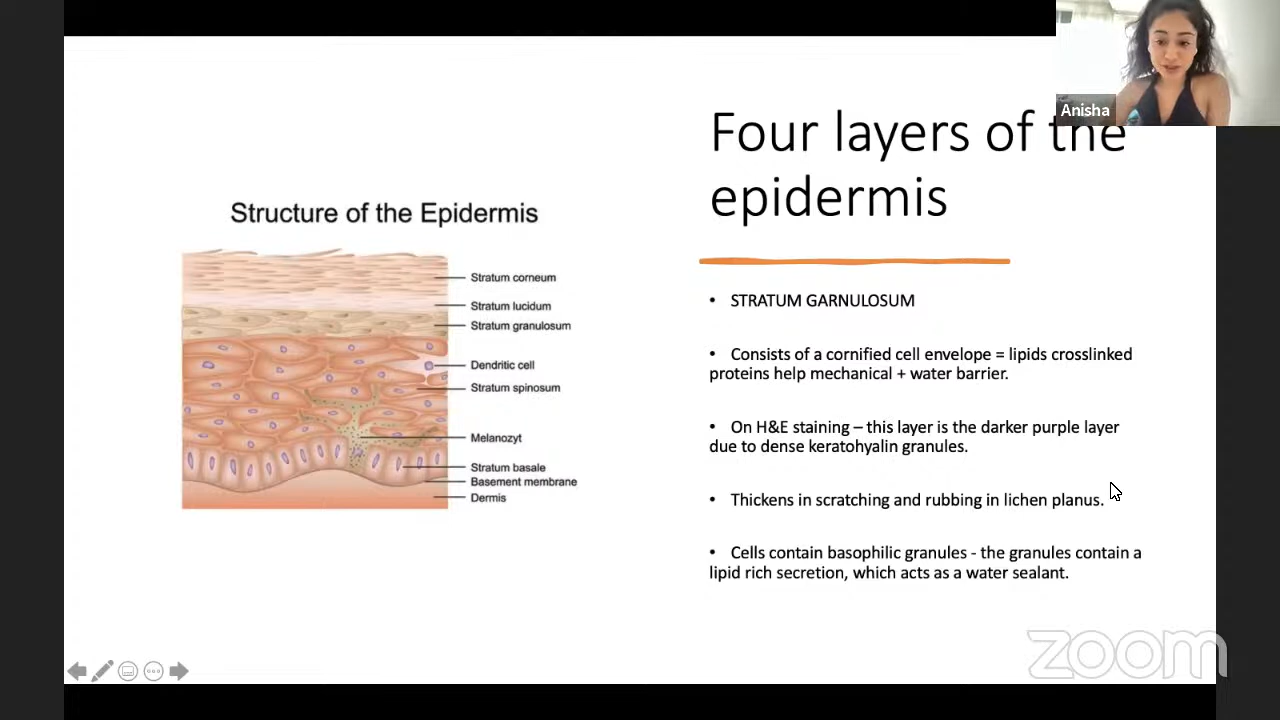 Anisha
Four layers of the
epidermis
Structure of the Epidermis
Stratum corneum
Stratum lucidum
Stratum granulosum
Dendritic cell
Stratum spinosum
Melanozyt
Stratum basale
Basement membrane
Dermis
• STRATUM GARNULOSUM
• Consists of a cornified cell envelope = lipids crosslinked
proteins help mechanical + water barrier.
• On H&E staining – this layer is the darker purple layer
due to dense keratohyalin granules.
• Thickens in scratching and rubbing in lichen planus.
• Cells contain basophilic granules - the granules contain a
lipid rich secretion, which acts as a water sealant.
zoom